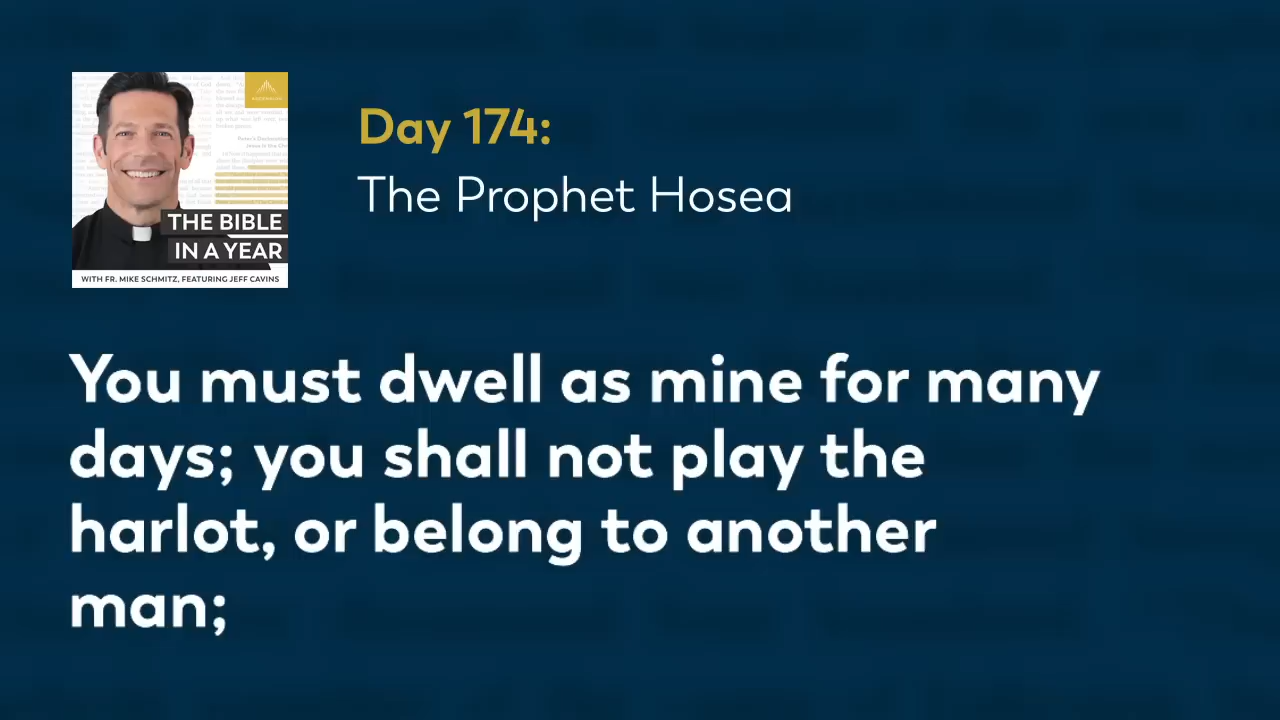 THE BIBLE
IN A YEAR
WITH FR. MIKE SCHMITZ, FEATURING JEFF CAVINS
Day 174:
The Prophet Hosea
You must dwell as mine for many
days; you shall not play the
harlot, or belong to another
man;